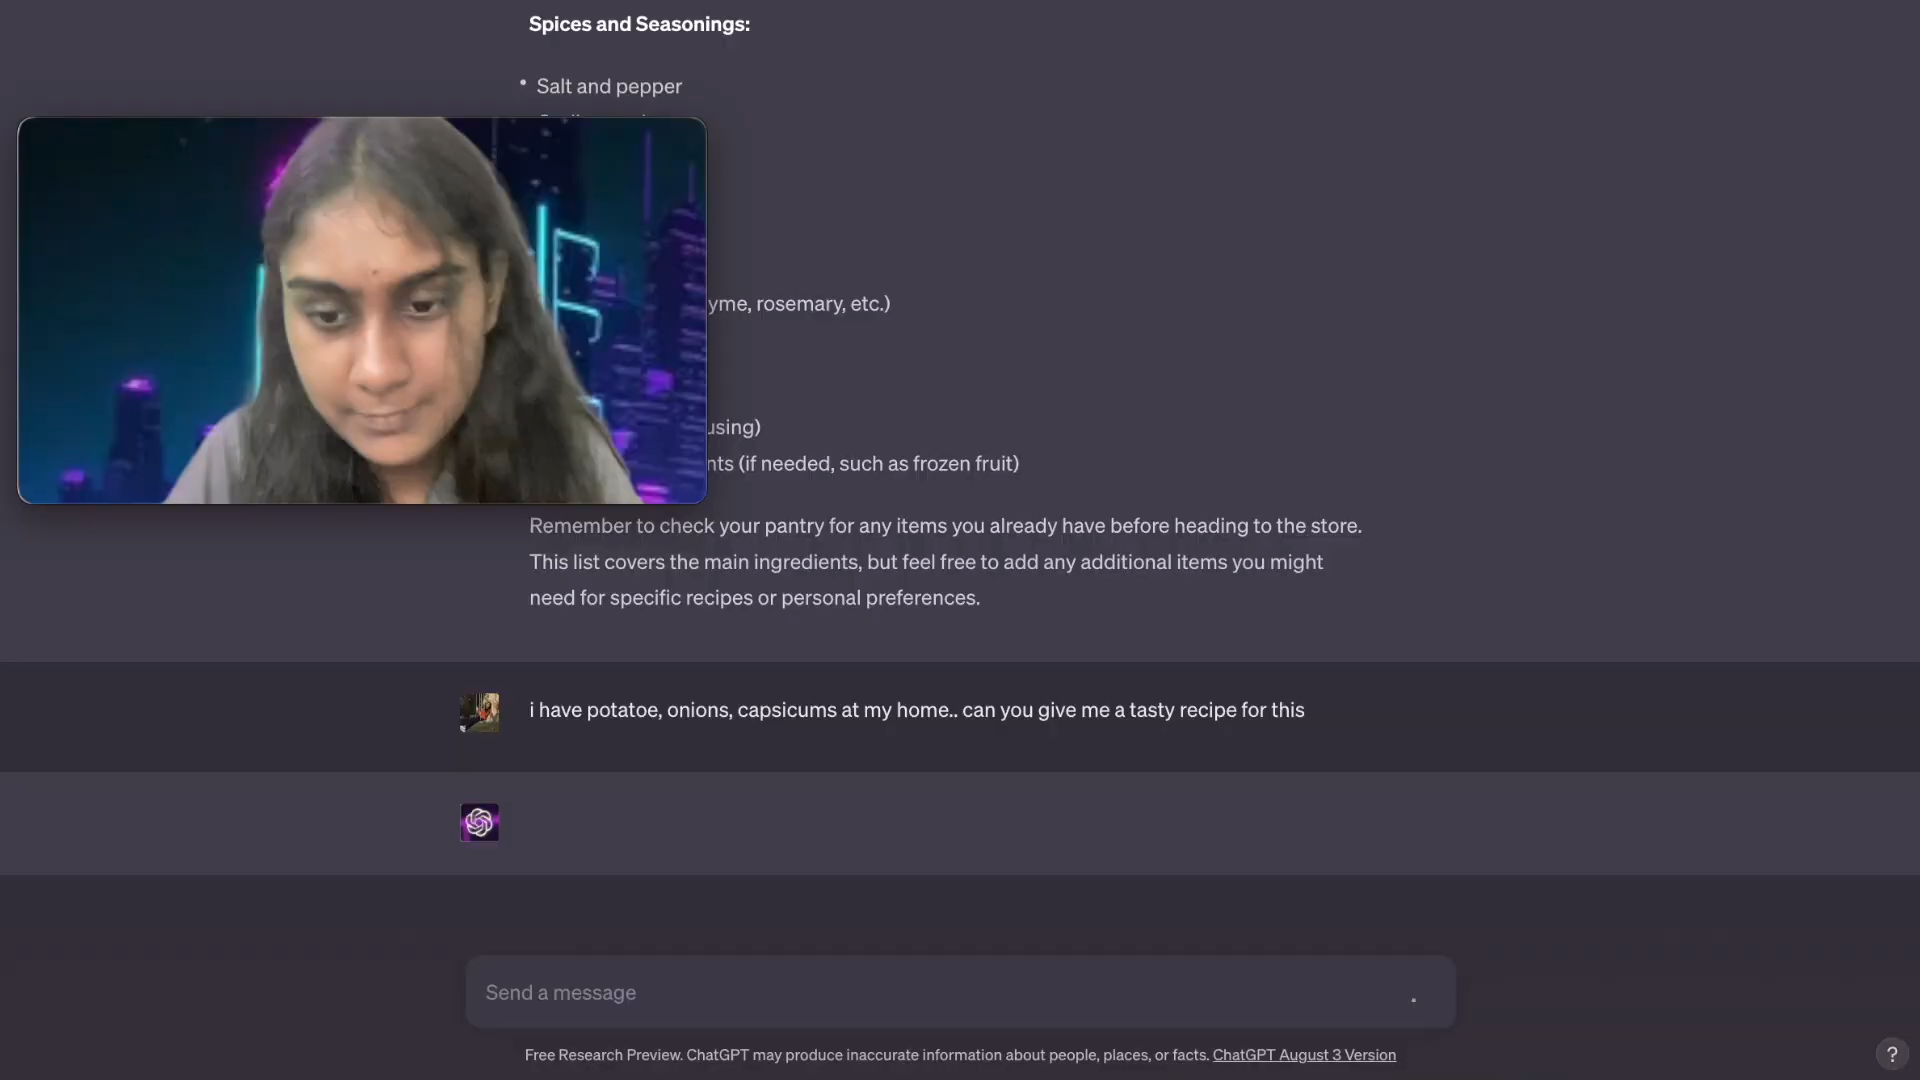 Spices and Seasonings:
• Salt and pepper
rosemary, etc.)
using)
(if needed, such as frozen fruit)
Remember to check your pantry for any items you already have before heading to the store.
This list covers the main ingredients, but feel free to add any additional items you might
need for specific recipes or personal preferences.
i have potatoe, onions, capsicums at my home.. can you give me a tasty recipe for this
Send a message
Free Research Preview. ChatGPT may produce inaccurate information about people, places, or facts. ChatGPT August 3 Version
?